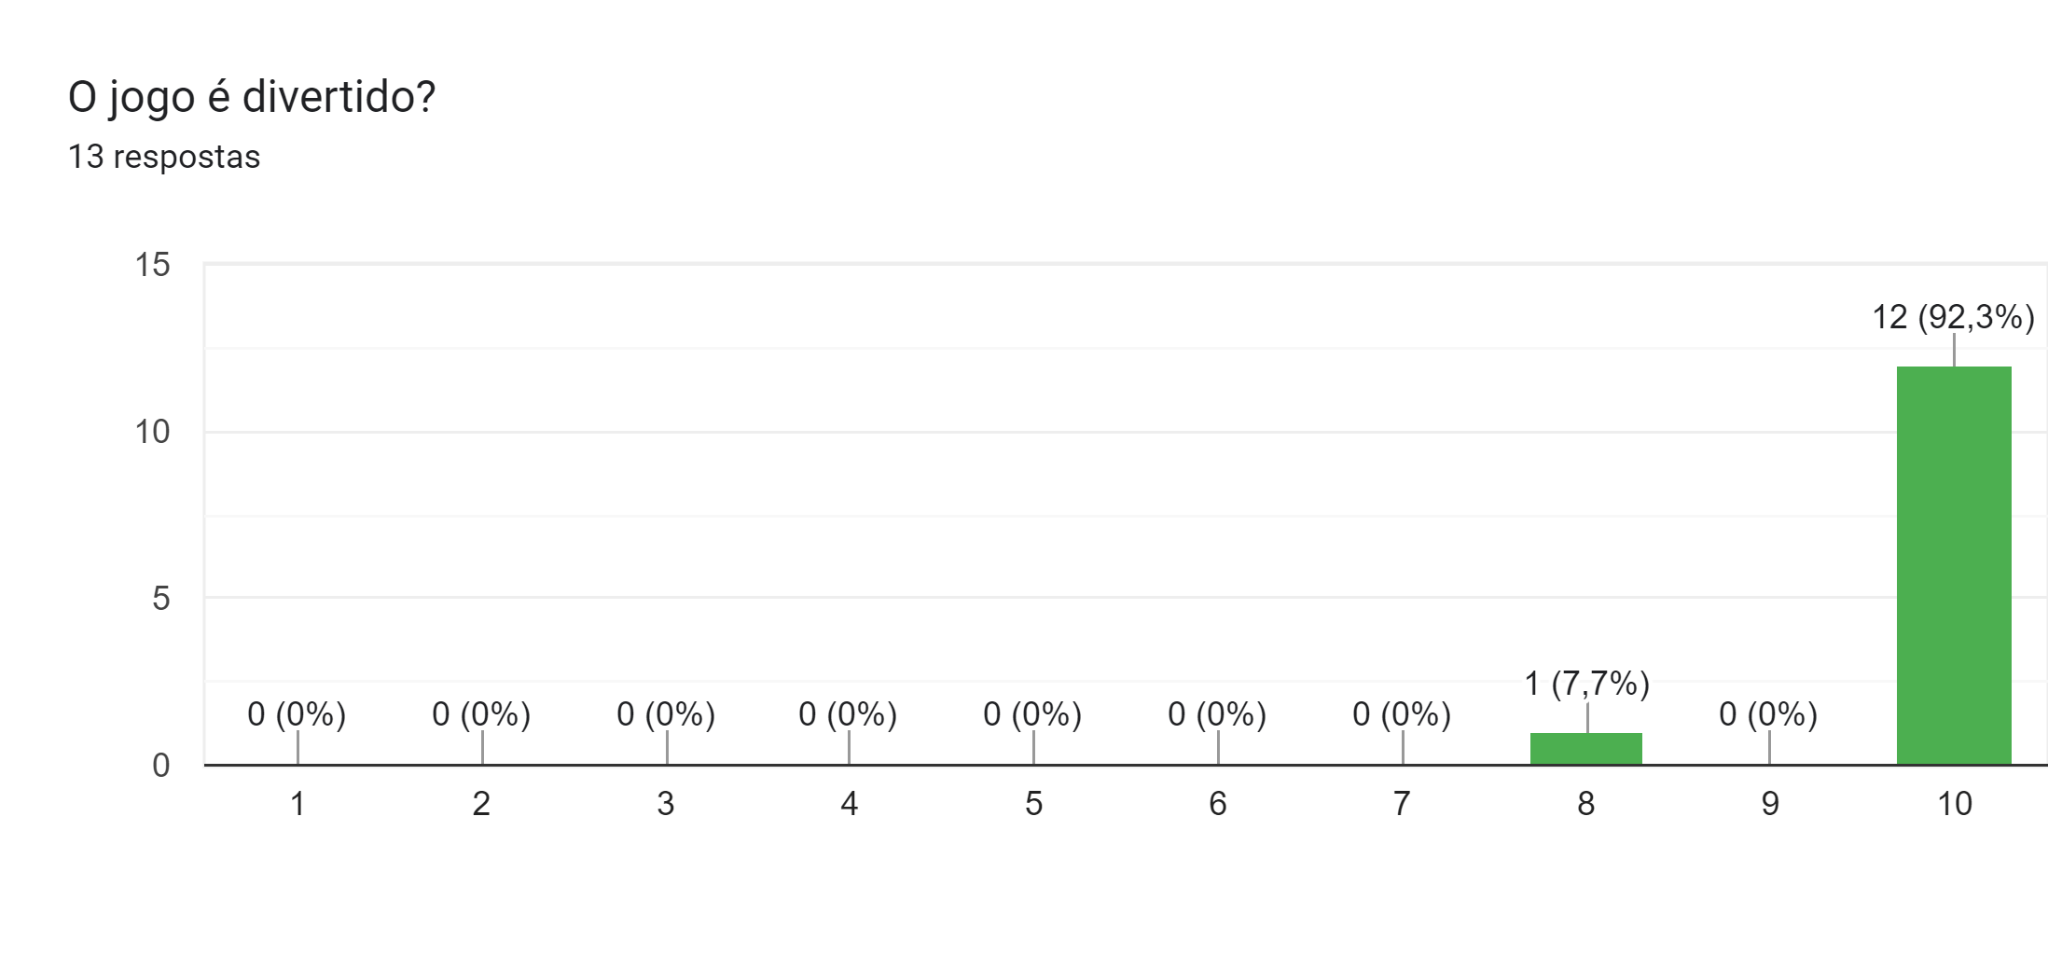 O jogo é divertido?
13 respostas
15
12 (92,3%)
10
5
1 (7,7%)
0 (0%) 0 (0%) 0 (0%) 0 (0%) 0 (0%) 0 (0%) 0 (0%) 0 (0%)
0
1 2 3 4 5 6 7 8 9 10